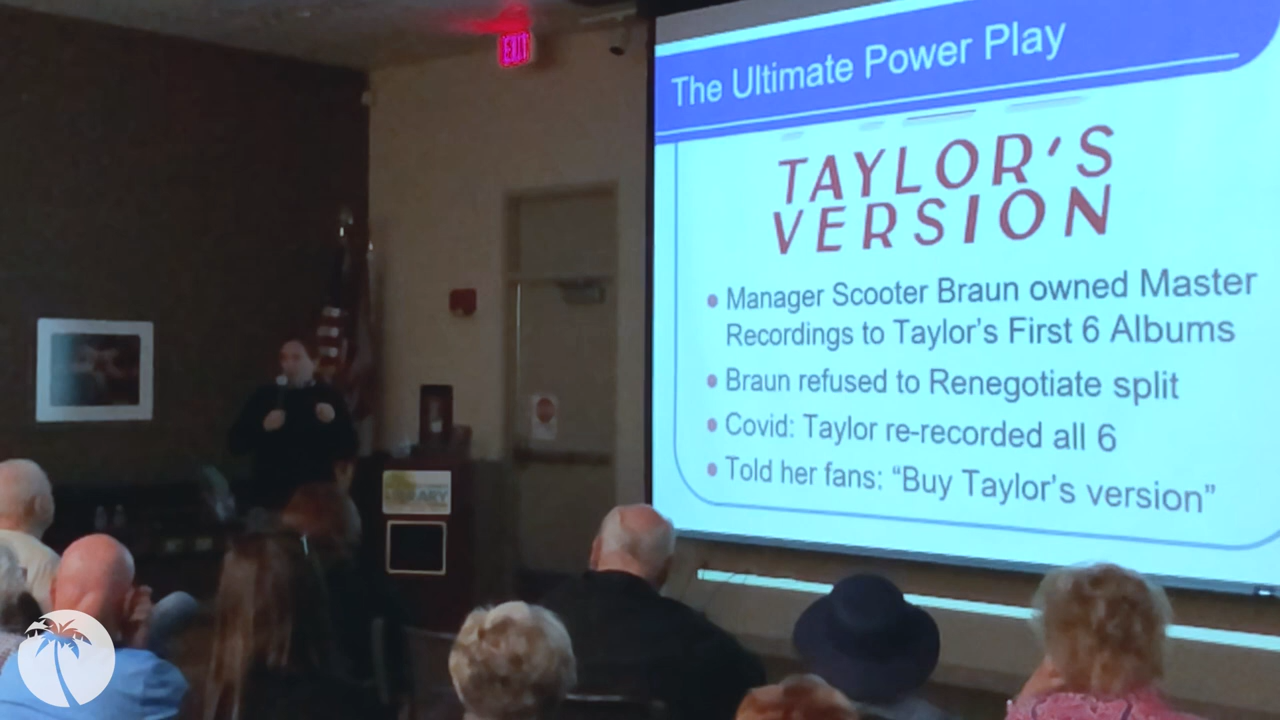 EXIT
The Ultimate Power Play
TAYLOR'S
VERSION
• Manager Scooter Braun owned Master
Recordings to Taylor's First 6 Albums
• Braun refused to Renegotiate split
• Covid: Taylor re-recorded all 6
• Told her fans: “Buy Taylor's version”
LIBRARY